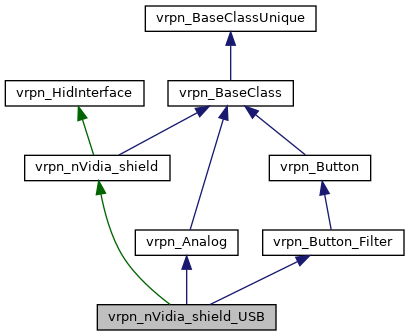 vrpn_BaseClassUnique
vrpn_HidInterface
vrpn_BaseClass
vrpn_nVidia_shield
vrpn_Button
vrpn_Analog
vrpn_Button_Filter
vrpn_nVidia_shield_USB